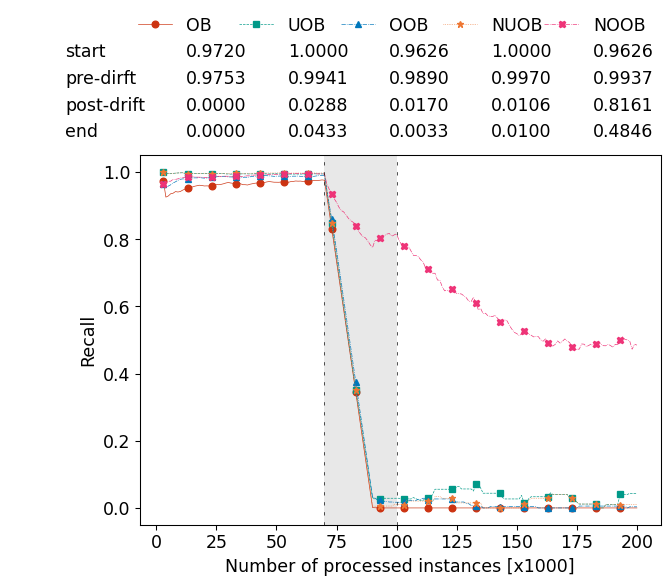 OB UOB OOB NUOB NOOB
start 0.9720 1.0000 0.9626 1.0000 0.9626
pre-dirft 0.9753 0.9941 0.9890 0.9970 0.9937
post-drift 0.0000 0.0288 0.0170 0.0106 0.8161
end 0.0000 0.0433 0.0033 0.0100 0.4846
1.0
0.8
0.6
0.4
0.2
0.0
Recall
0 25 50 75 100 125 150 175 200
Number of processed instances [x1000]